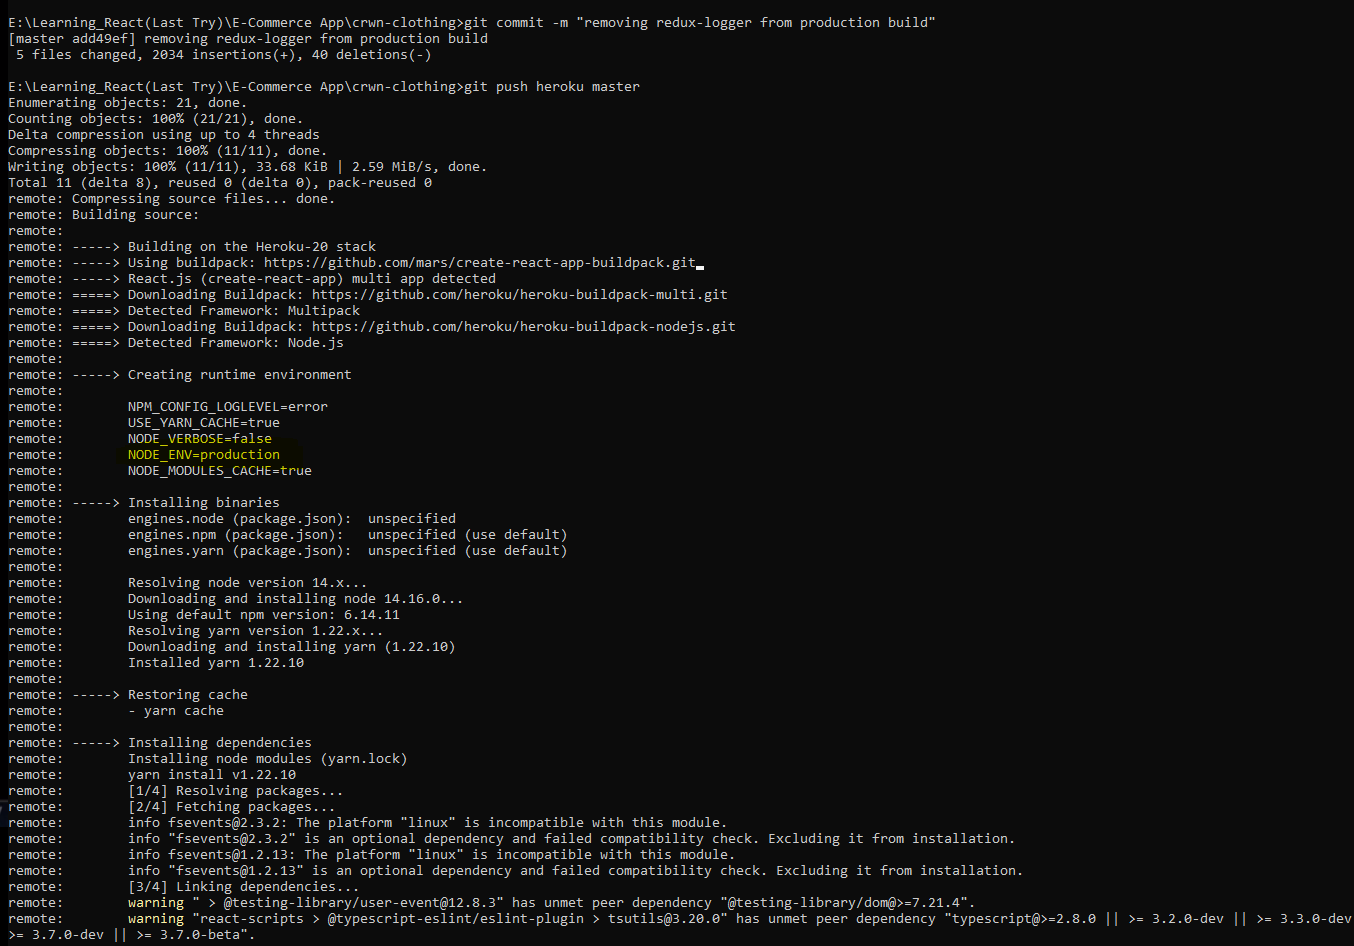 E:\Learning_React(Last Try)\E-Commerce App\crwn-clothing>git commit -m "removing redux-logger from production build"
[master add49ef] removing redux-logger from production build
 5 files changed, 2034 insertions(+), 40 deletions(-)
E:\Learning_React(Last Try)\E-Commerce App\crwn-clothing>git push heroku master
Enumerating objects: 21, done.
Counting objects: 100% (21/21), done.
Delta compression using up to 4 threads
Compressing objects: 100% (11/11), done.
Writing objects: 100% (11/11), 33.68 KiB | 2.59 MiB/s, done.
Total 11 (delta 8), reused 0 (delta 0), pack-reused 0
remote: Compressing source files... done.
remote: Building source:
remote:
remote: -----> Building on the Heroku-20 stack
remote: -----> Using buildpack: https://github.com/mars/create-react-app-buildpack.git
remote: -----> React.js (create-react-app) multi app detected
remote: =====> Downloading Buildpack: https://github.com/heroku/heroku-buildpack-multi.git
remote: =====> Detected Framework: Multipack
remote: =====> Downloading Buildpack: https://github.com/heroku/heroku-buildpack-nodejs.git
remote: =====> Detected Framework: Node.js
remote:
remote: -----> Creating runtime environment
remote:
remote:        NPM_CONFIG_LOGLEVEL=error
remote:        USE_YARN_CACHE=true
remote:        NODE_VERBOSE=false
remote:        NODE_ENV=production
remote:        NODE_MODULES_CACHE=true
remote:
remote: -----> Installing binaries
remote:        engines.node (package.json):  unspecified
remote:        engines.npm (package.json):   unspecified (use default)
remote:        engines.yarn (package.json):  unspecified (use default)
remote:
remote:        Resolving node version 14.x...
remote:        Downloading and installing node 14.16.0...
remote:        Using default npm version: 6.14.11
remote:        Resolving yarn version 1.22.x...
remote:        Downloading and installing yarn (1.22.10)
remote:        Installed yarn 1.22.10
remote:
remote: -----> Restoring cache
remote:        - yarn cache
remote:
remote: -----> Installing dependencies
remote:        Installing node modules (yarn.lock)
remote:        yarn install v1.22.10
remote:        [1/4] Resolving packages...
remote:        [2/4] Fetching packages...
remote:        info fsevents@2.3.2: The platform "linux" is incompatible with this module.
remote:        info "fsevents@2.3.2" is an optional dependency and failed compatibility check. Excluding it from installation.
remote:        info fsevents@1.2.13: The platform "linux" is incompatible with this module.
remote:        info "fsevents@1.2.13" is an optional dependency and failed compatibility check. Excluding it from installation.
remote:        [3/4] Linking dependencies...
remote:        warning " > @testing-library/user-event@12.8.3" has unmet peer dependency "@testing-library/dom@>=7.21.4".
remote:        warning "react-scripts > @typescript-eslint/eslint-plugin > tsutils@3.20.0" has unmet peer dependency "typescript@>=2.8.0 || >= 3.2.0-dev || >= 3.3.0-dev
>= 3.7.0-dev || >= 3.7.0-beta".